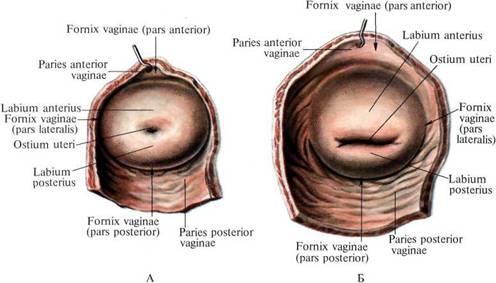 Fornix vaginae (pars anterior)
Paries anterior
vaginae
Labium anterius
Fornix vaginae
(pars lateralis)
Ostium uteri
Labium
posterius
Fornix vaginae
(pars posterior)
Paries posterior
vaginae
А
Fornix vaginae (pars anterior)
Paries anterior
vaginae
Labium anterius
Ostium uteri
Fornix
vaginae
(pars
lateralis)
Labium
posterius
Fornix vaginae
(pars posterior)
Paries posterior
vaginae
Б